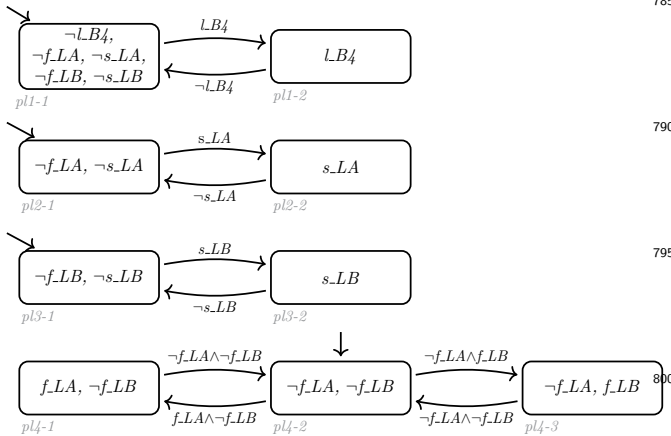 785
l_B4
¬l_B4,
¬f_LA, ¬s_LA,
¬f_LB, ¬s_LB
l_B4
¬l_B4
pl1-1
pl1-2
790
s_LA
¬f_LA, ¬s_LA
s_LA
¬s_LA
pl2-1
pl2-2
795
s_LB
¬f_LB, ¬s_LB
s_LB
¬s_LB
pl3-1
pl3-2
¬f_LA∧¬f_LB
¬f_LA∧f_LB
f_LA, ¬f_LB
¬f_LA, ¬f_LB
¬f_LA, f_LB
800
f_LA∧¬f_LB
¬f_LA∧¬f_LB
pl4-1
pl4-2
pl4-3